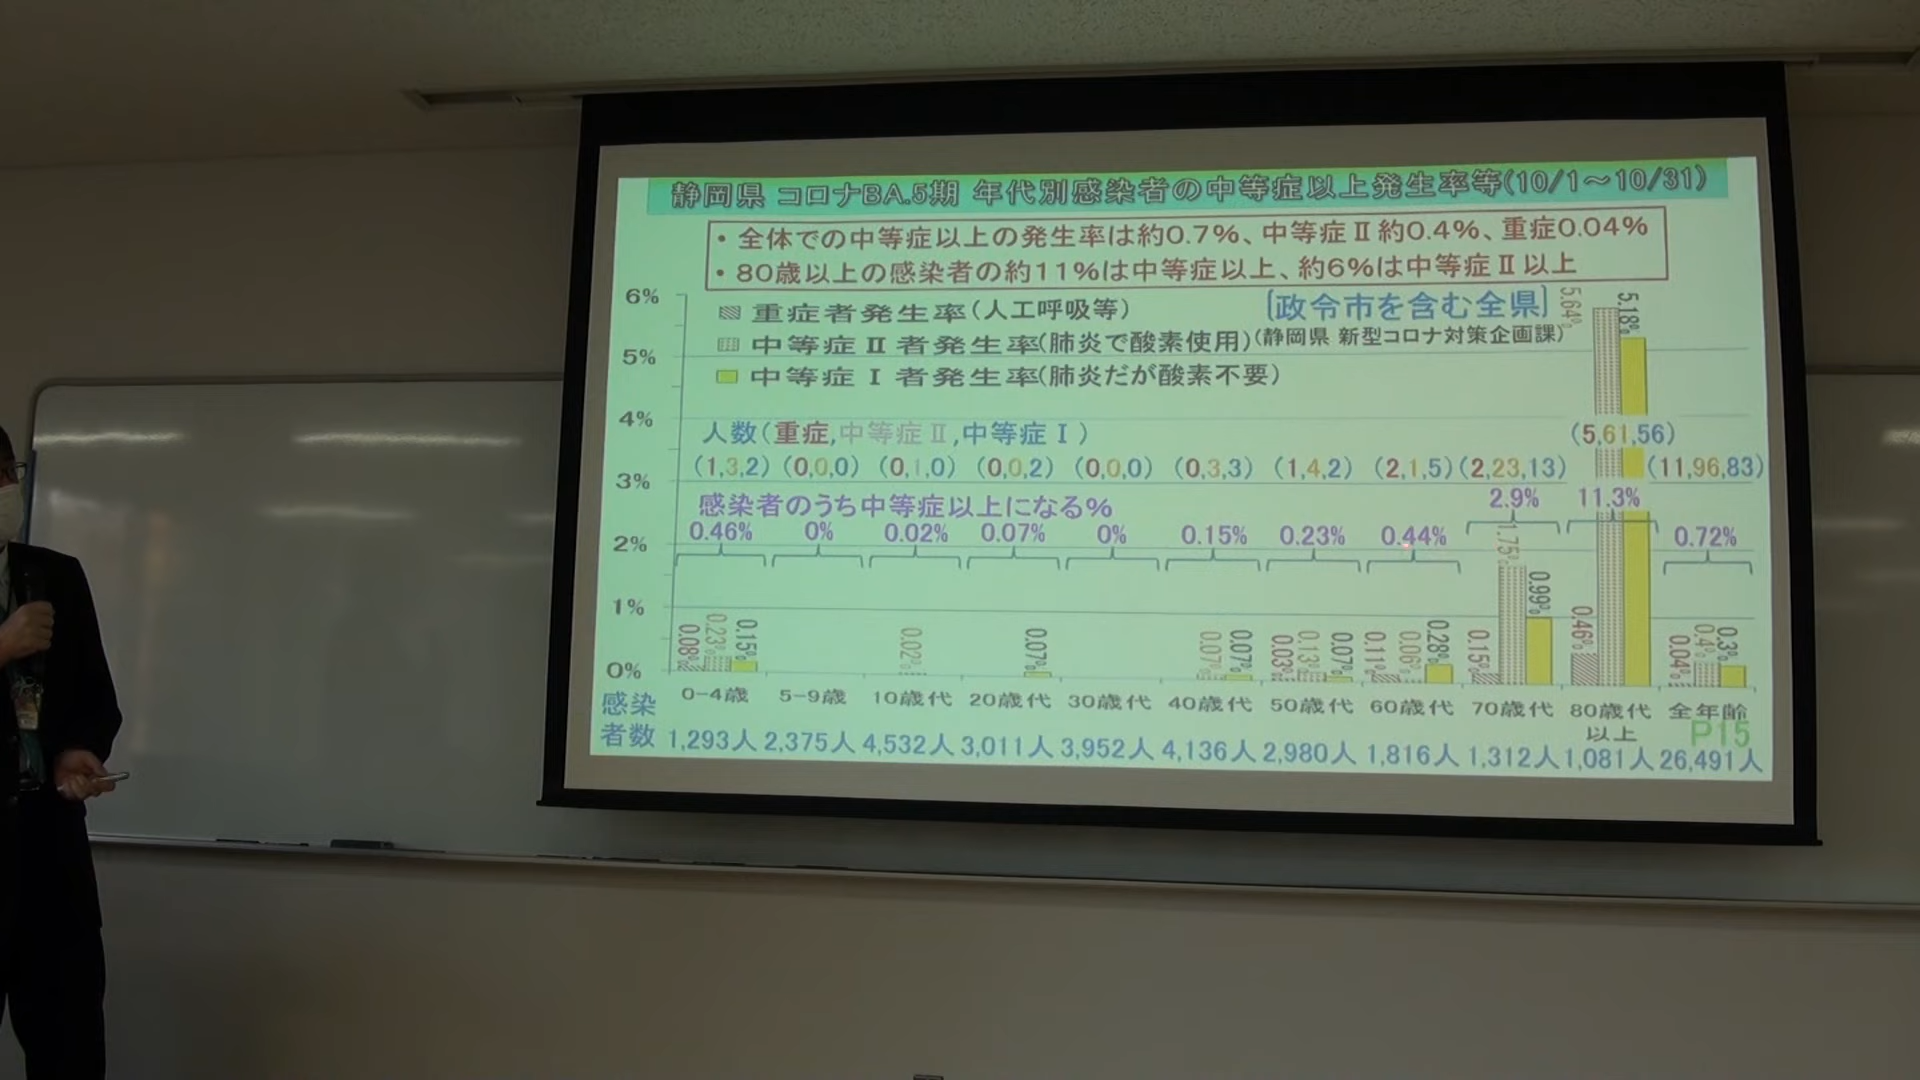 静岡県 コロナBA.5期 年代別感染者の中等症以上発生率等(10/1～10/31)
・全体での中等症以上の発生率は約0.7%、中等症Ⅱ約0.4%、重症0.04%
・80歳以上の感染者の約11%は中等症以上、約6%は中等症Ⅱ以上
6%
5%
4%
3%
2%
1%
0%
重症者発生率(人工呼吸等)
中等症Ⅱ者発生率(肺炎で酸素使用)
中等症Ⅰ者発生率(肺炎だが酸素不要)
[政令市を含む全県]
(静岡県 新型コロナ対策企画課)
人数(重症,中等症Ⅱ,中等症Ⅰ)
(1,3,2) (0,0,0) (0,1,0) (0,0,2) (0,0,0) (0,3,3) (1,4,2) (2,1,5) (2,23,13) (5,61,56) (11,96,83)
感染者のうち中等症以上になる%
0.46% 0% 0.02% 0.07% 0% 0.15% 0.23% 0.44% 2.9% 11.3% 0.72%
0.08% 0.23% 0.15% 0.02% 0.07% 0.07% 0.07% 0.03% 0.13% 0.07% 0.11% 0.06% 0.28% 0.15% 1.75% 0.99% 0.46% 5.64% 5.18% 0.04% 0.4% 0.3%
0-4歳 5-9歳 10歳代 20歳代 30歳代 40歳代 50歳代 60歳代 70歳代 80歳代以上 全年齢
感染者数 1,293人 2,375人 4,532人 3,011人 3,952人 4,136人 2,980人 1,816人 1,312人 1,081人 26,491人
P15